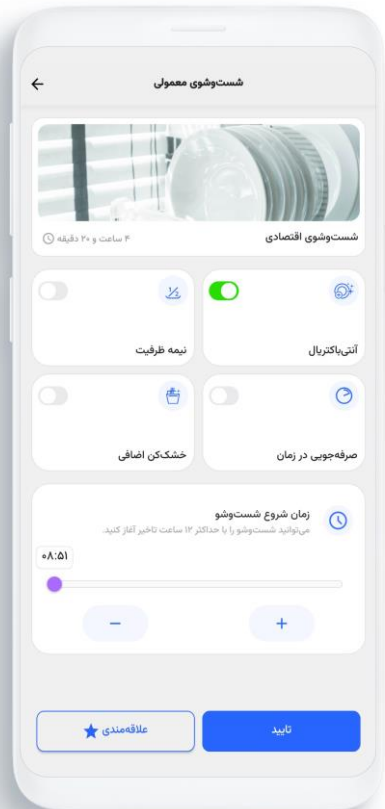 شست‌وشوی معمولی
شست‌وشوی اقتصادی
۴ ساعت و ۲۰ دقیقه
آنتی‌باکتریال
½ نیمه ظرفیت
صرفه‌جویی در زمان
خشک‌کن اضافی
زمان شروع شست‌وشو
می‌توانید شست‌وشو را با حداکثر ۱۲ ساعت تاخیر آغاز کنید.
۰۸:۵۱
+ −
تایید
علاقه‌مندی